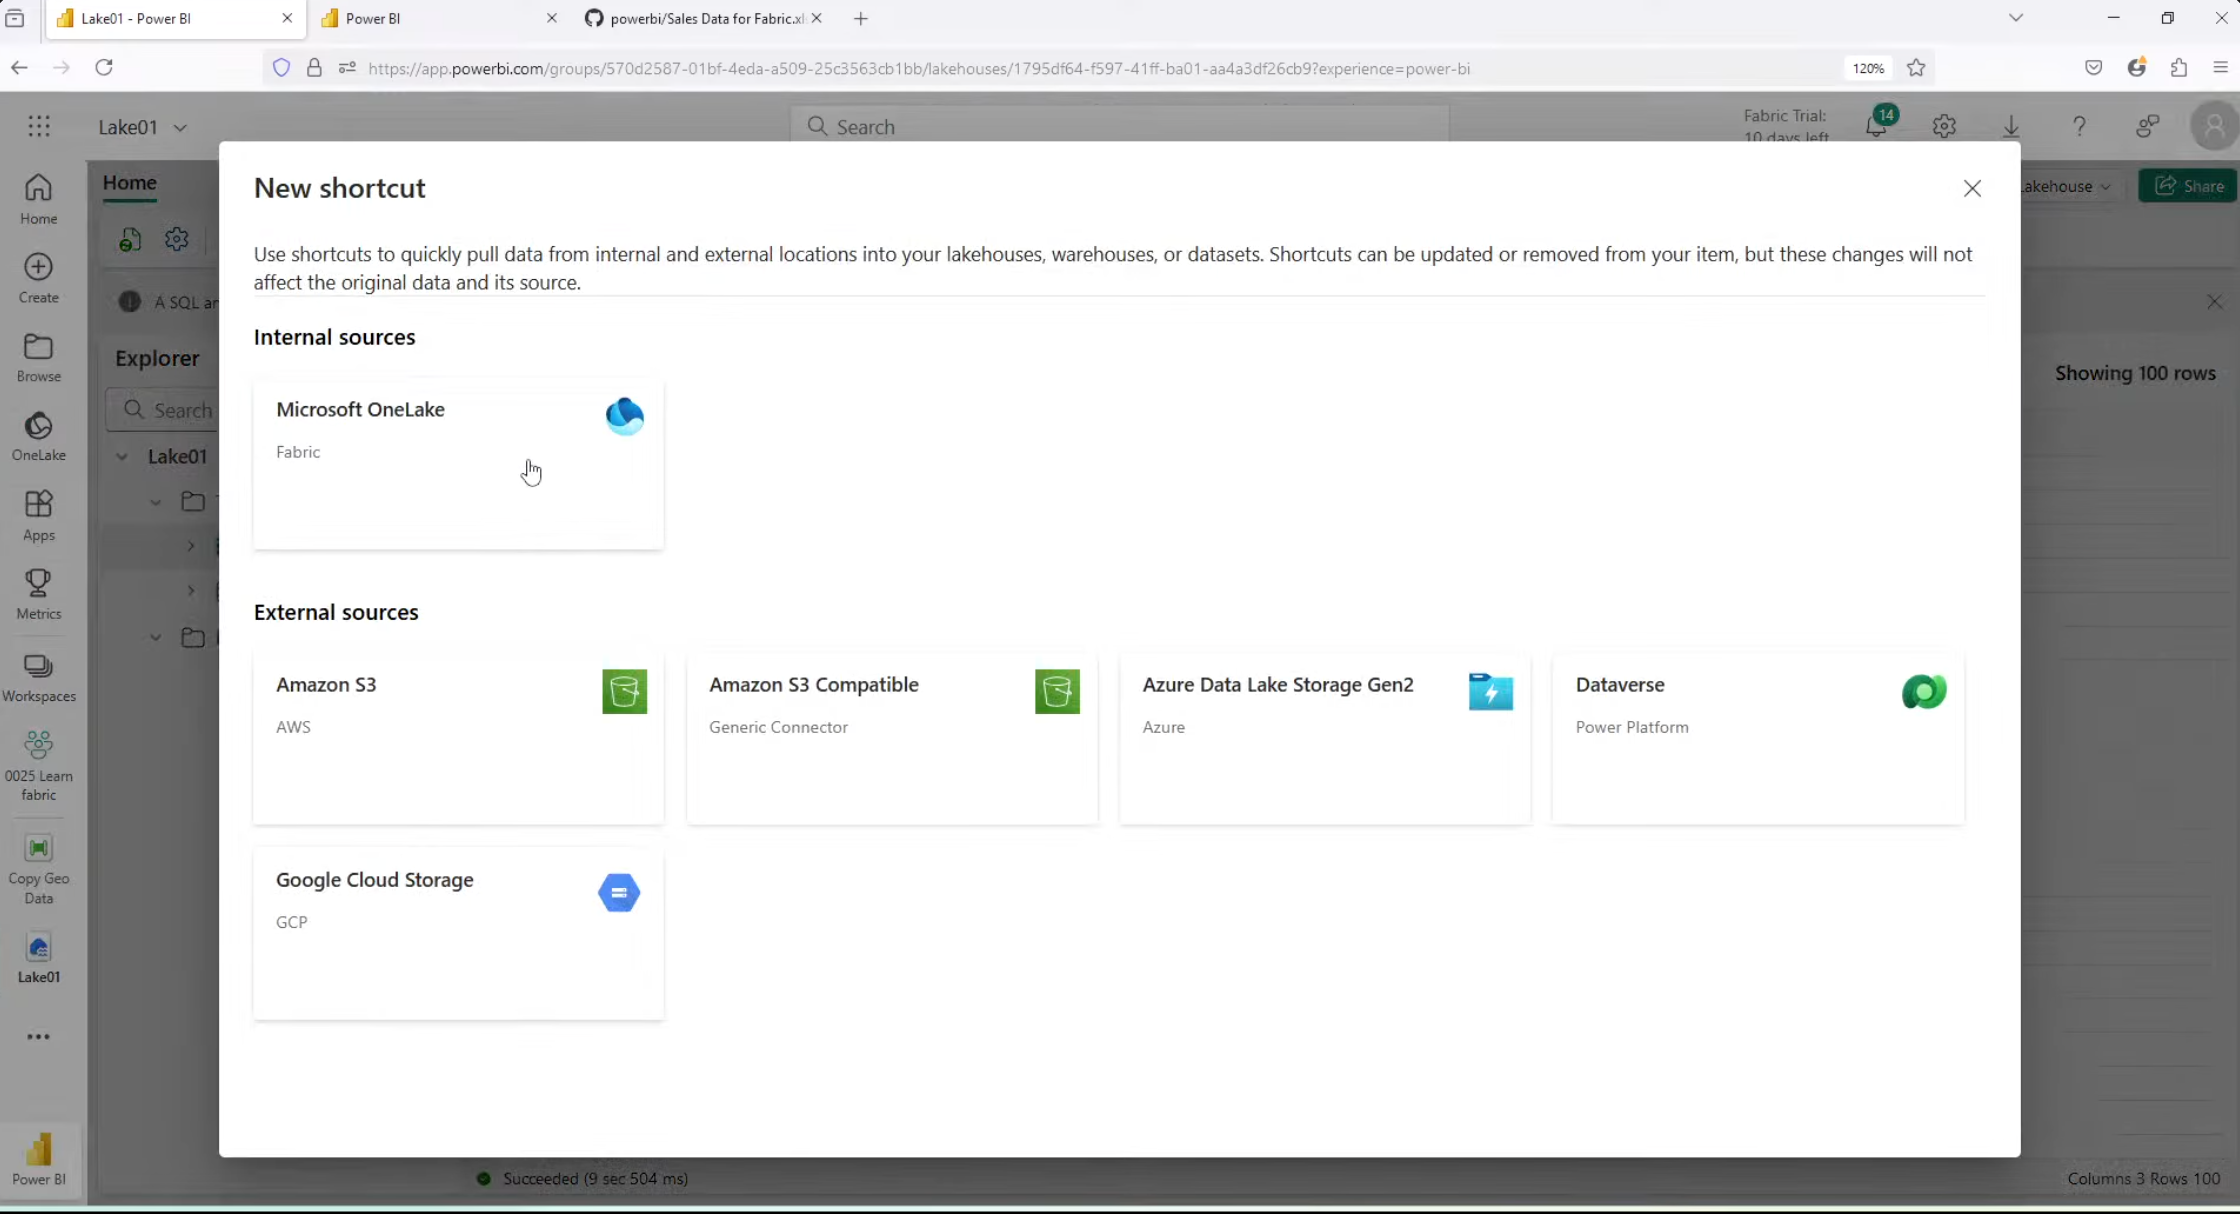 Lake01 - Power BI
Power BI
powerbi/Sales Data for Fabric.xl
https://app.powerbi.com/groups/570d2587-01bf-4eda-a509-25c3563cb1bb/lakehouses/1795df64-f597-41ff-ba01-aa4a3df26cb9?experience=power-bi
120%
Lake01
Search
Fabric Trial:
10 days left
14
Home
Home
New shortcut
Lakehouse
Share
Use shortcuts to quickly pull data from internal and external locations into your lakehouses, warehouses, or datasets. Shortcuts can be updated or removed from your item, but these changes will not
affect the original data and its source.
Create
A SQL
Internal sources
Explorer
Browse
Showing 100 rows
Search
Microsoft OneLake
Fabric
OneLake
Lake01
Apps
Metrics
External sources
Workspaces
Amazon S3
AWS
Amazon S3 Compatible
Generic Connector
Azure Data Lake Storage Gen2
Azure
Dataverse
Power Platform
0025 Learn
fabric
Copy Geo
Data
Google Cloud Storage
GCP
Lake01
Power BI
Succeeded (9 sec 504 ms)
Columns 3 Rows 100